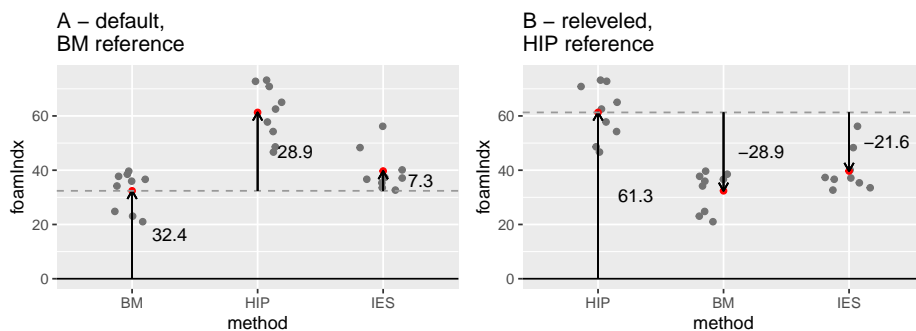 A – default,
BM reference
foamIndx
60
40
20
0
28.9
7.3
32.4
BM HIP IES
method
B – releveled,
HIP reference
foamIndx
60
40
20
0
−28.9
−21.6
61.3
HIP BM IES
method